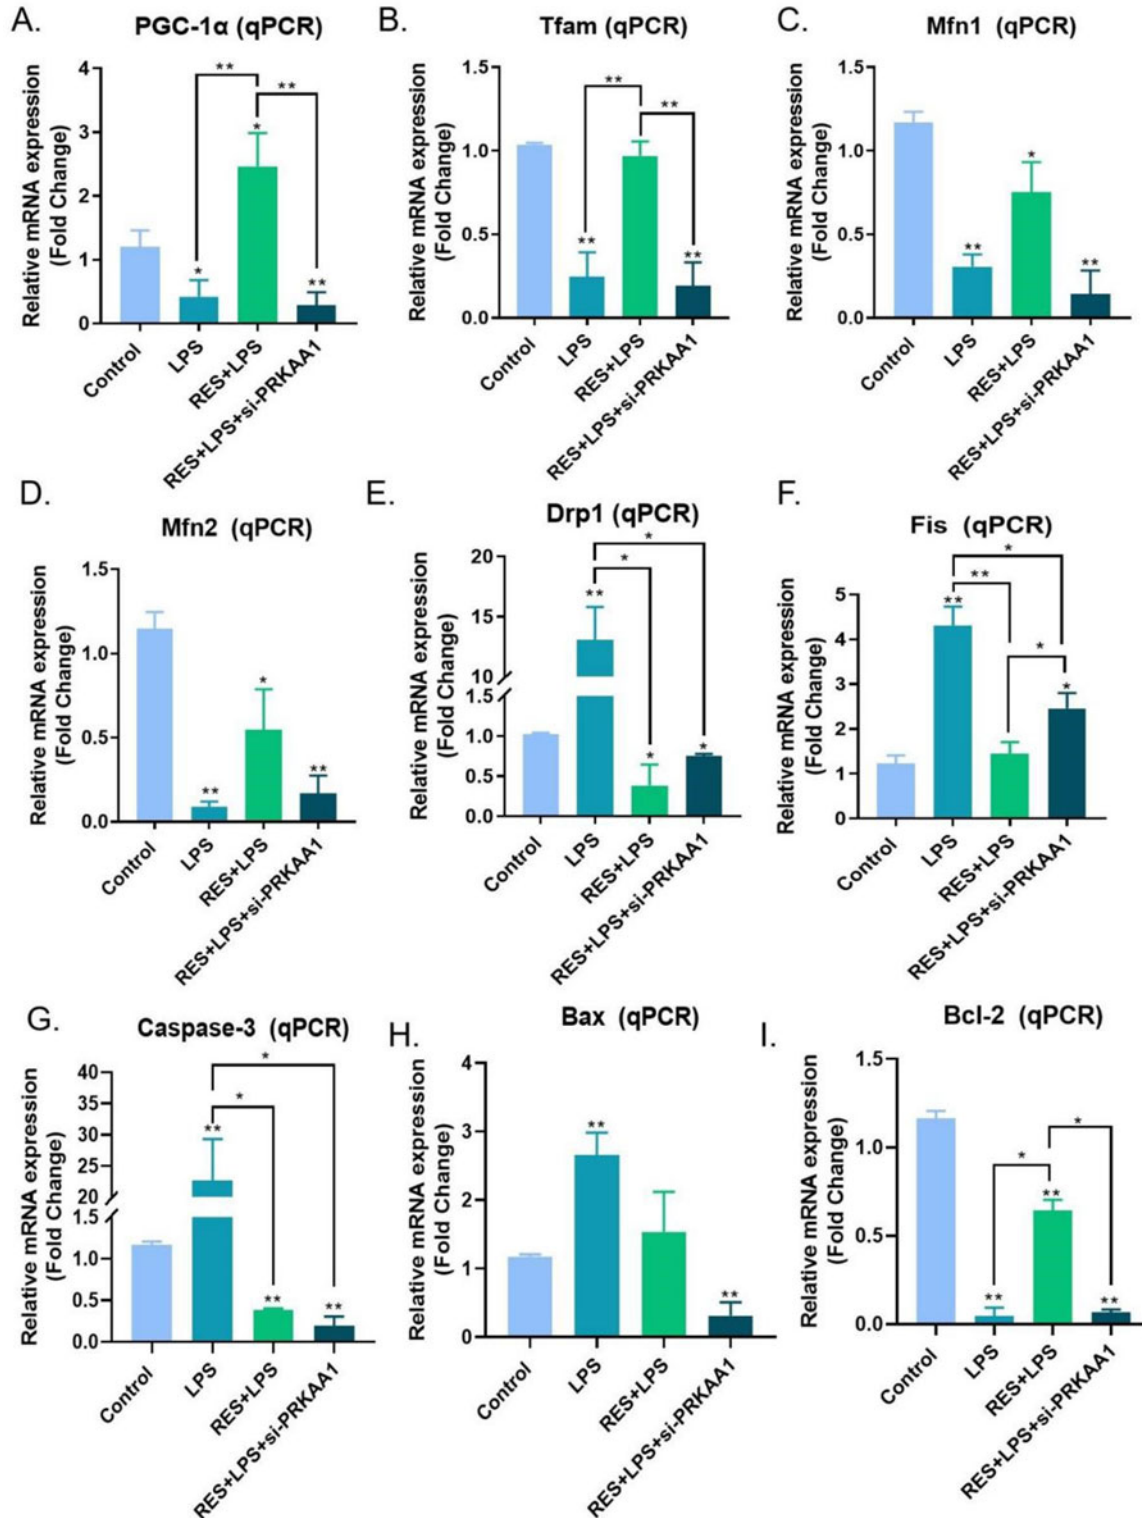 A.
PGC-1α (qPCR)
Relative mRNA expression
(Fold Change)
4
3
2
1
0
**
**
*
*
**
Control
LPS
RES+LPS
RES+LPS+si-PRKAA1
B.
Tfam (qPCR)
Relative mRNA expression
(Fold Change)
1.5
1.0
0.5
0.0
**
**
**
**
Control
LPS
RES+LPS
RES+LPS+si-PRKAA1
C.
Mfn1 (qPCR)
Relative mRNA expression
(Fold Change)
1.5
1.0
0.5
0.0
*
**
**
Control
LPS
RES+LPS
RES+LPS+si-PRKAA1
D.
Mfn2 (qPCR)
Relative mRNA expression
(Fold Change)
1.5
1.0
0.5
0.0
*
**
**
Control
LPS
RES+LPS
RES+LPS+si-PRKAA1
E.
Drp1 (qPCR)
Relative mRNA expression
(Fold Change)
20
15
10
1.5
1.0
0.5
0.0
*
*
**
*
*
Control
LPS
RES+LPS
RES+LPS+si-PRKAA1
F.
Fis (qPCR)
Relative mRNA expression
(Fold Change)
5
4
3
2
1
0
*
**
**
*
*
Control
LPS
RES+LPS
RES+LPS+si-PRKAA1
G.
Caspase-3 (qPCR)
Relative mRNA expression
(Fold Change)
40
35
30
25
20
1.5
1.0
0.5
0.0
*
*
**
**
**
Control
LPS
RES+LPS
RES+LPS+si-PRKAA1
H.
Bax (qPCR)
Relative mRNA expression
(Fold Change)
4
3
2
1
0
**
**
Control
LPS
RES+LPS
RES+LPS+si-PRKAA1
I.
Bcl-2 (qPCR)
Relative mRNA expression
(Fold Change)
1.5
1.0
0.5
0.0
*
*
**
**
**
Control
LPS
RES+LPS
RES+LPS+si-PRKAA1